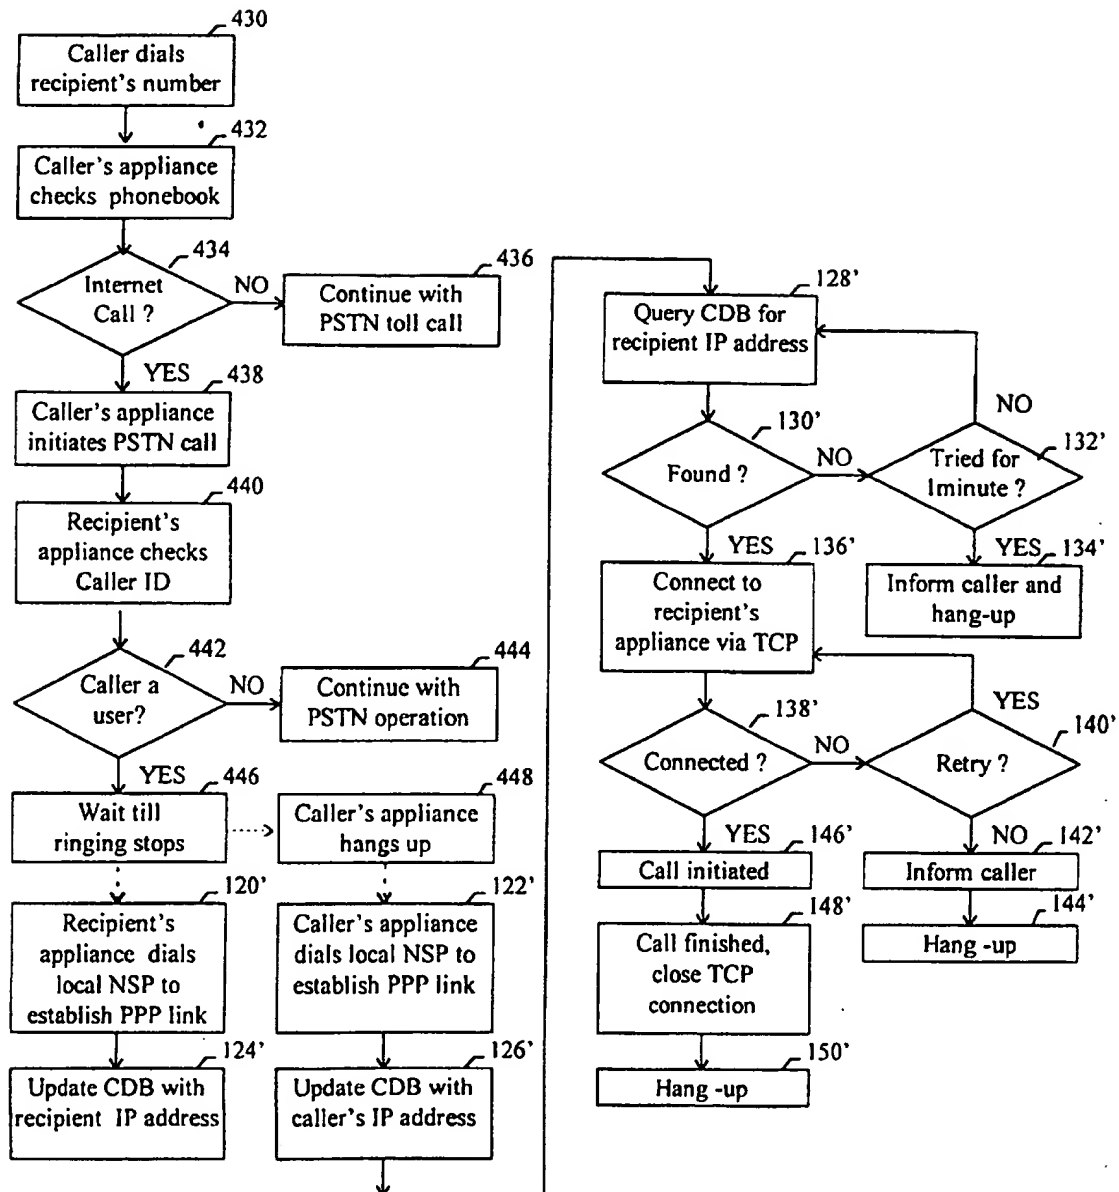 430
Caller dials
recipient's number
432
Caller's appliance
checks phonebook
434
Internet
Call ?
NO
436
Continue with
PSTN toll call
YES
438
Caller's appliance
initiates PSTN call
440
Recipient's
appliance checks
Caller ID
442
Caller a
user?
NO
444
Continue with
PSTN operation
YES
446
Wait till
ringing stops
448
Caller's appliance
hangs up
120'
Recipient's
appliance dials
local NSP to
establish PPP link
122'
Caller's appliance
dials local NSP to
establish PPP link
124'
Update CDB with
recipient IP address
126'
Update CDB with
caller's IP address
128'
Query CDB for
recipient IP address
130'
Found ?
NO
NO
132'
Tried for
1minute ?
YES
136'
Connect to
recipient's
appliance via TCP
YES
134'
Inform caller and
hang-up
138'
Connected ?
NO
YES
140'
Retry ?
YES
146'
Call initiated
NO
142'
Inform caller
148'
Call finished,
close TCP
connection
144'
Hang -up
150'
Hang -up